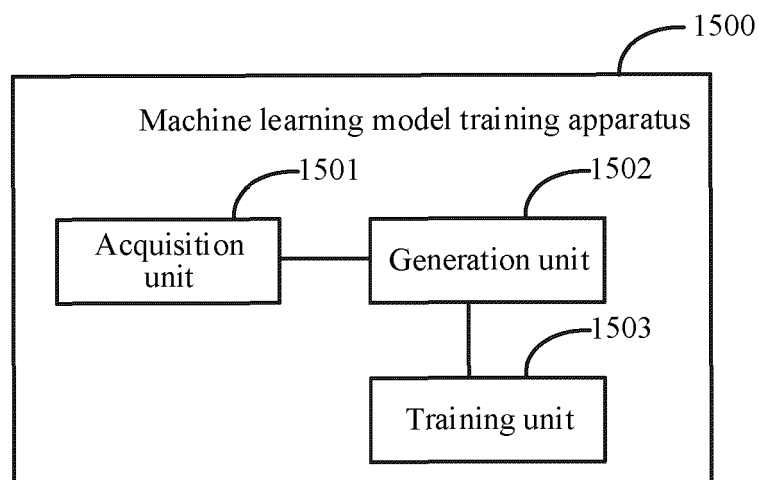 1500
Machine learning model training apparatus
1501
1502
Acquisition
unit
Generation unit
1503
Training unit